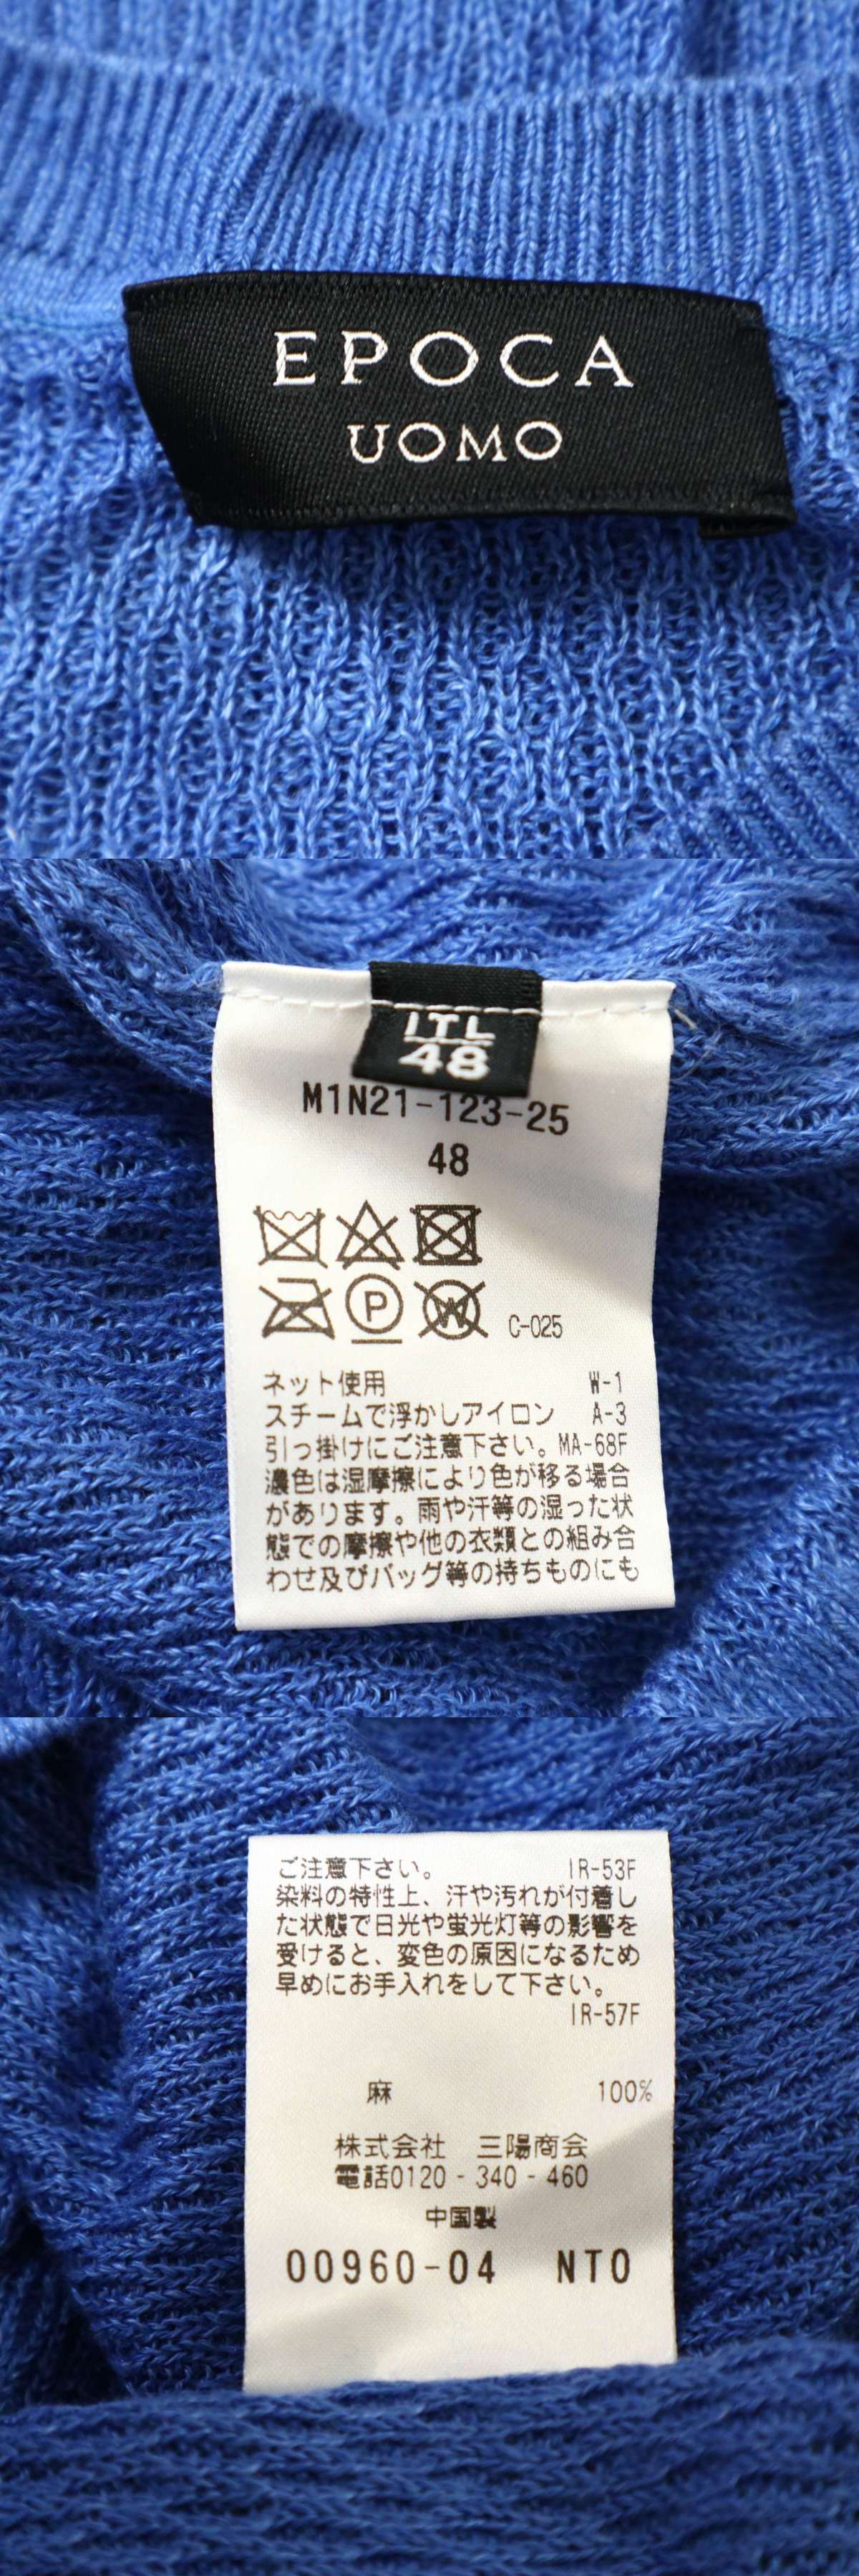 EPOCA
UOMO
ITL
48
M1N21-123-25
48
P
W
C-025
ネット使用 W-1
スチームで浮かしアイロン A-3
引っ掛けにご注意下さい。MA-68F
濃色は湿摩擦により色が移る場合
があります。雨や汗等の湿った状
態での摩擦や他の衣類との組み合
わせ及びバッグ等の持ちものにも
ご注意下さい。 IR-53F
染料の特性上、汗や汚れが付着し
た状態で日光や蛍光灯等の影響を
受けると、変色の原因になるため
早めにお手入れをして下さい。
IR-57F
麻 100%
株式会社 三陽商会
電話0120-340-460
中国製
00960-04 NTO